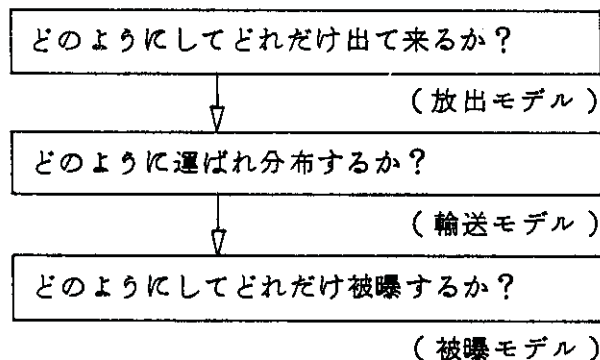 どのようにしてどれだけ出て来るか？
（放出モデル）
どのように運ばれ分布するか？
（輸送モデル）
どのようにしてどれだけ被曝するか？
（被曝モデル）